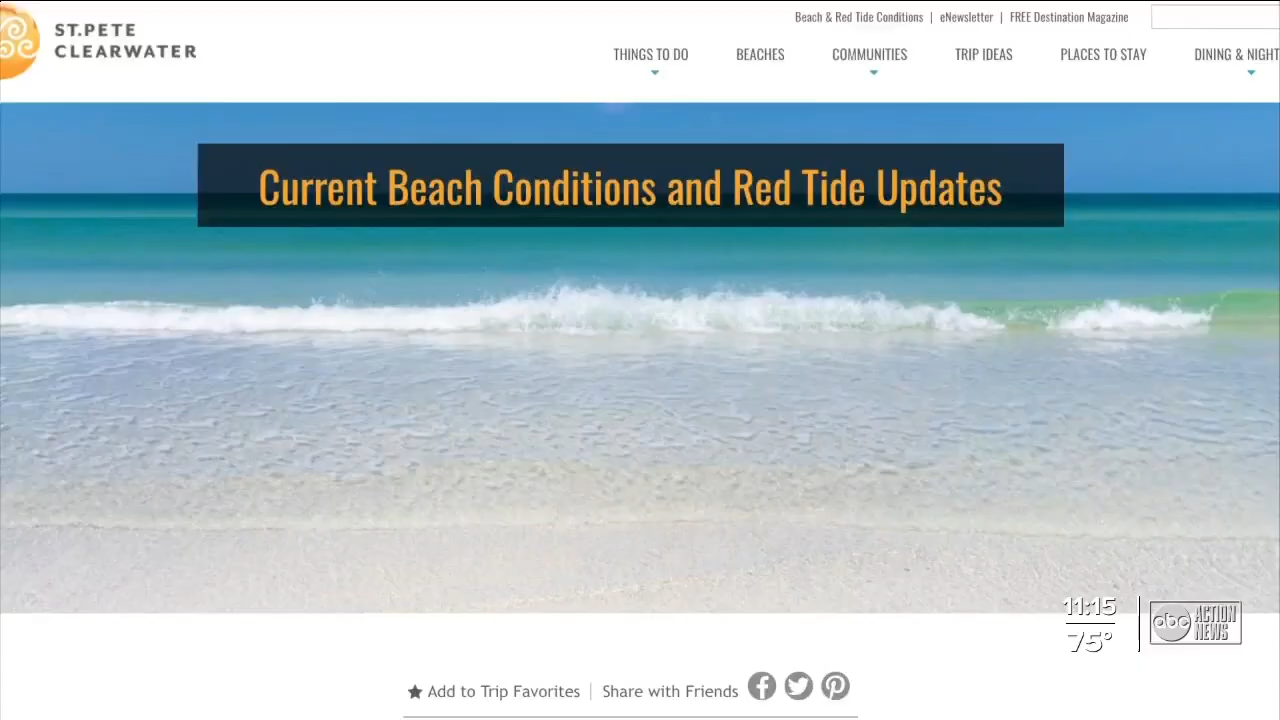 ST.PETE
CLEARWATER
Beach & Red Tide Conditions | eNewsletter | FREE Destination Magazine
THINGS TO DO BEACHES COMMUNITIES TRIP IDEAS PLACES TO STAY DINING & NIGHT
Current Beach Conditions and Red Tide Updates
11:15
75°
abc ACTION NEWS
Add to Trip Favorites | Share with Friends